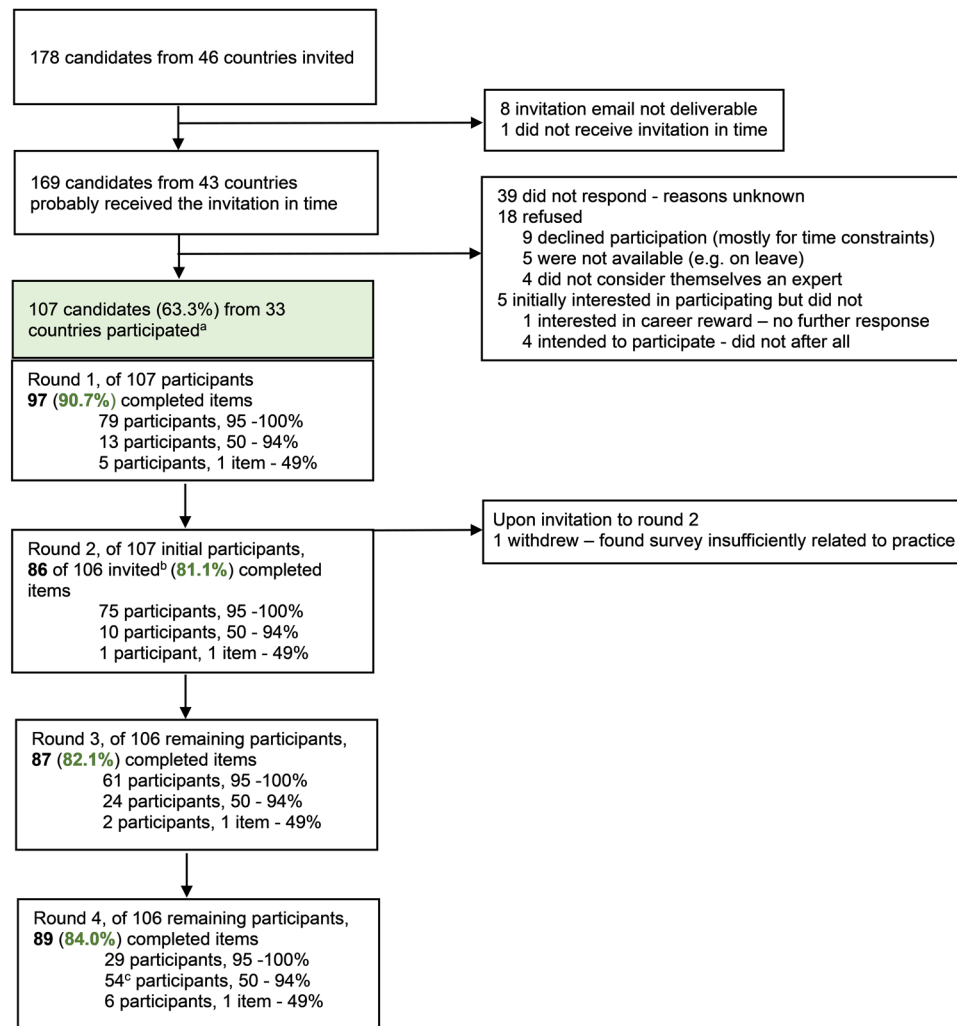 178 candidates from 46 countries invited
8 invitation email not deliverable
1 did not receive invitation in time
169 candidates from 43 countries
probably received the invitation in time
39 did not respond - reasons unknown
18 refused
9 declined participation (mostly for time constraints)
5 were not available (e.g. on leave)
4 did not consider themselves an expert
5 initially interested in participating but did not
1 interested in career reward – no further response
4 intended to participate - did not after all
107 candidates (63.3%) from 33
countries participatedᵃ
Round 1, of 107 participants
97 (90.7%) completed items
79 participants, 95 -100%
13 participants, 50 - 94%
5 participants, 1 item - 49%
Upon invitation to round 2
1 withdrew – found survey insufficiently related to practice
Round 2, of 107 initial participants,
86 of 106 invitedᵇ (81.1%) completed
items
75 participants, 95 -100%
10 participants, 50 - 94%
1 participant, 1 item - 49%
Round 3, of 106 remaining participants,
87 (82.1%) completed items
61 participants, 95 -100%
24 participants, 50 - 94%
2 participants, 1 item - 49%
Round 4, of 106 remaining participants,
89 (84.0%) completed items
29 participants, 95 -100%
54ᶜ participants, 50 - 94%
6 participants, 1 item - 49%